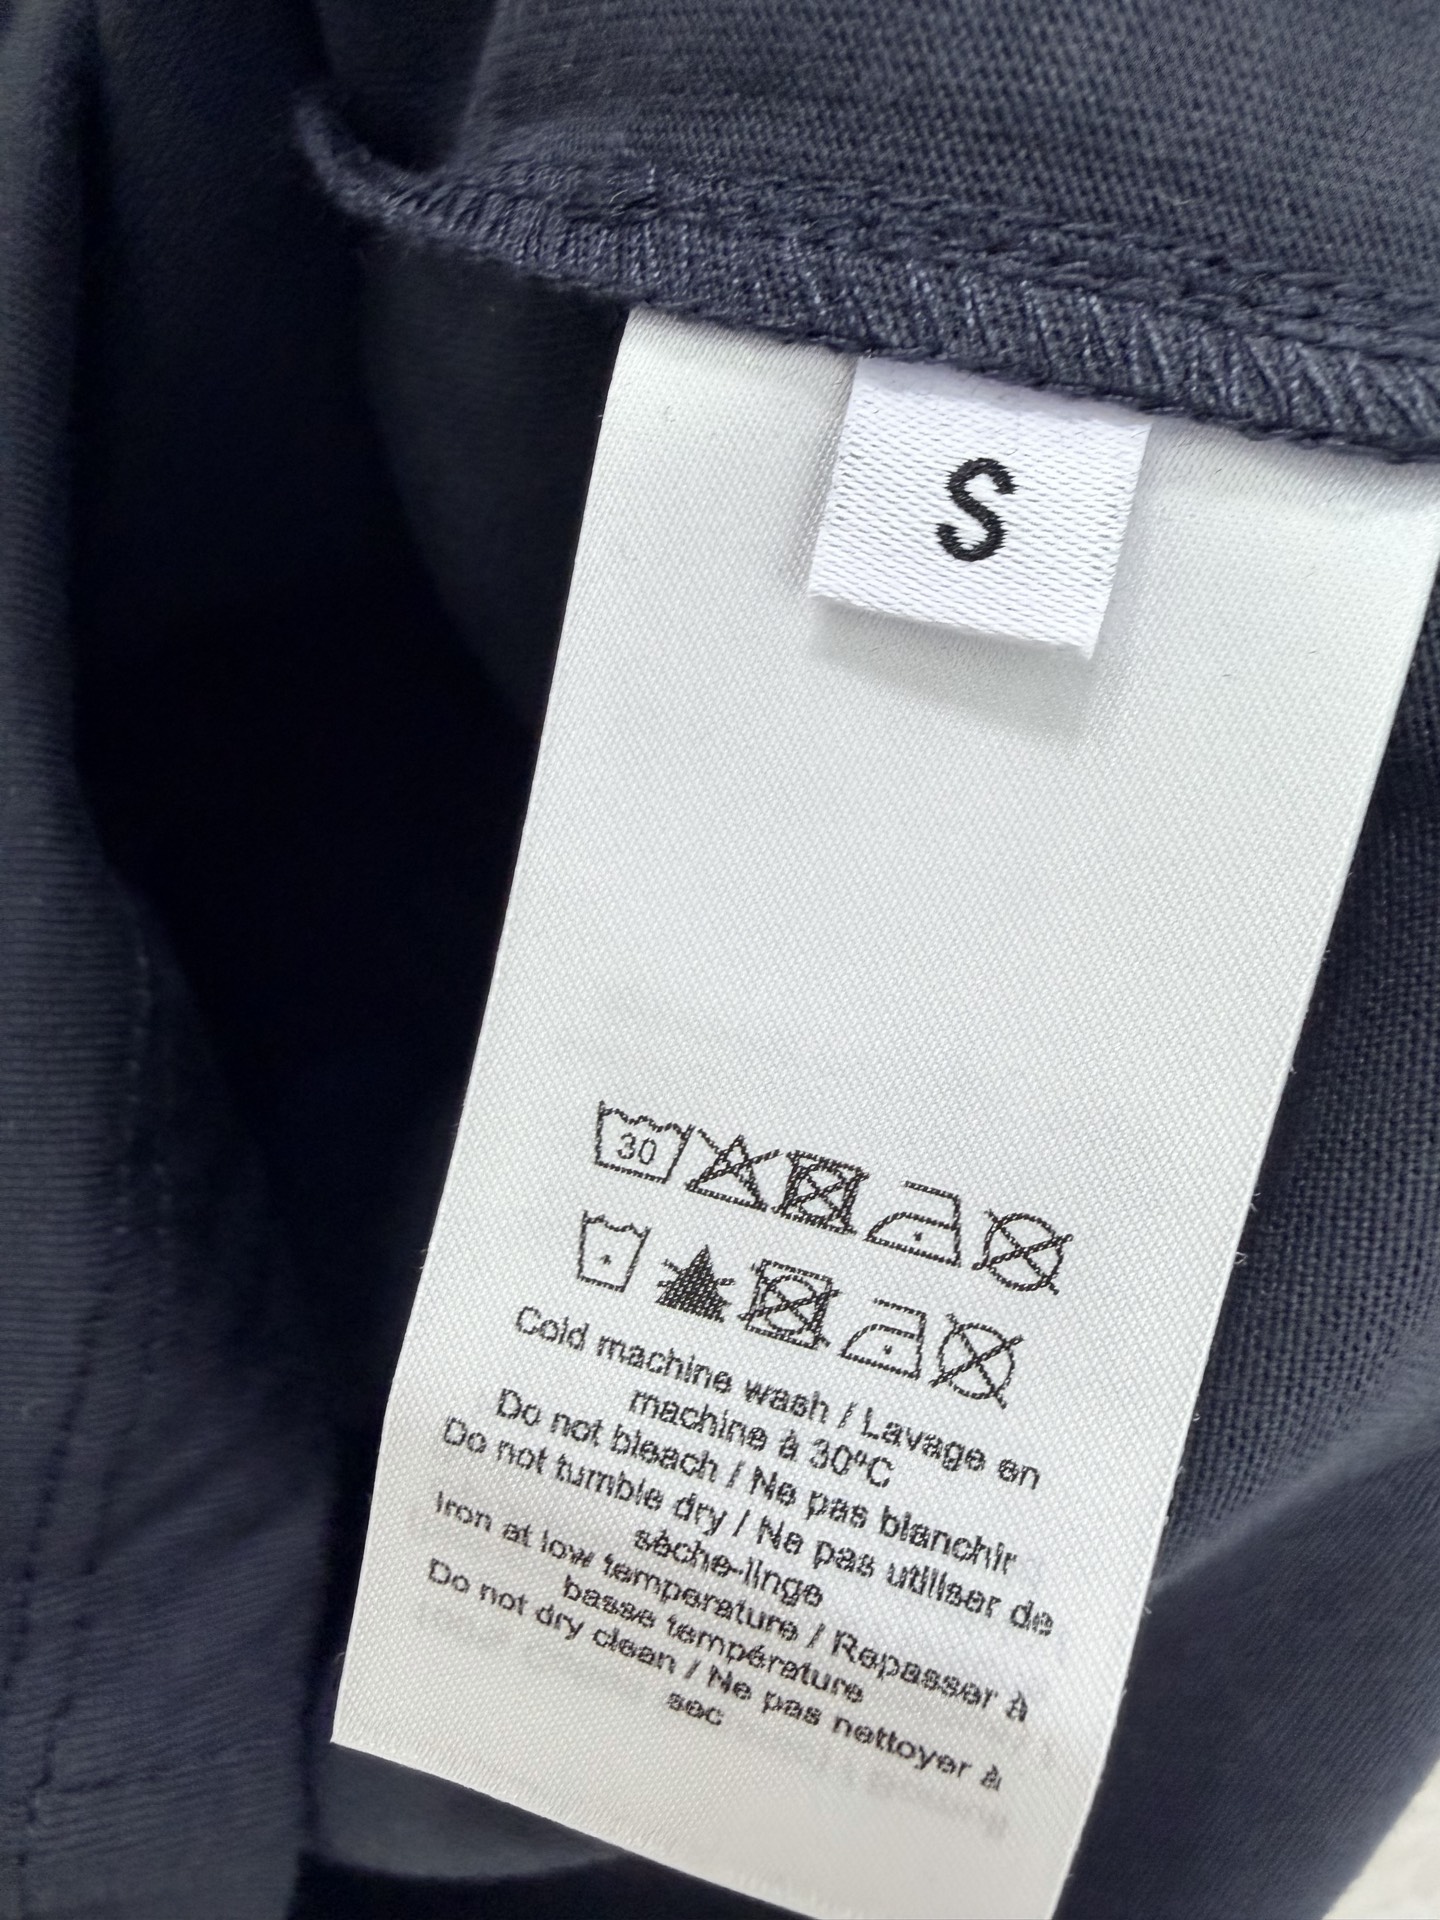 S
30
Cold machine wash / Lavage en
machine à 30°C
Do not bleach / Ne pas blanchir
Do not tumble dry / Ne pas utiliser de
sèche-linge
Iron at low temperature / Repasser à
basse température
Do not dry clean / Ne pas nettoyer à
sec